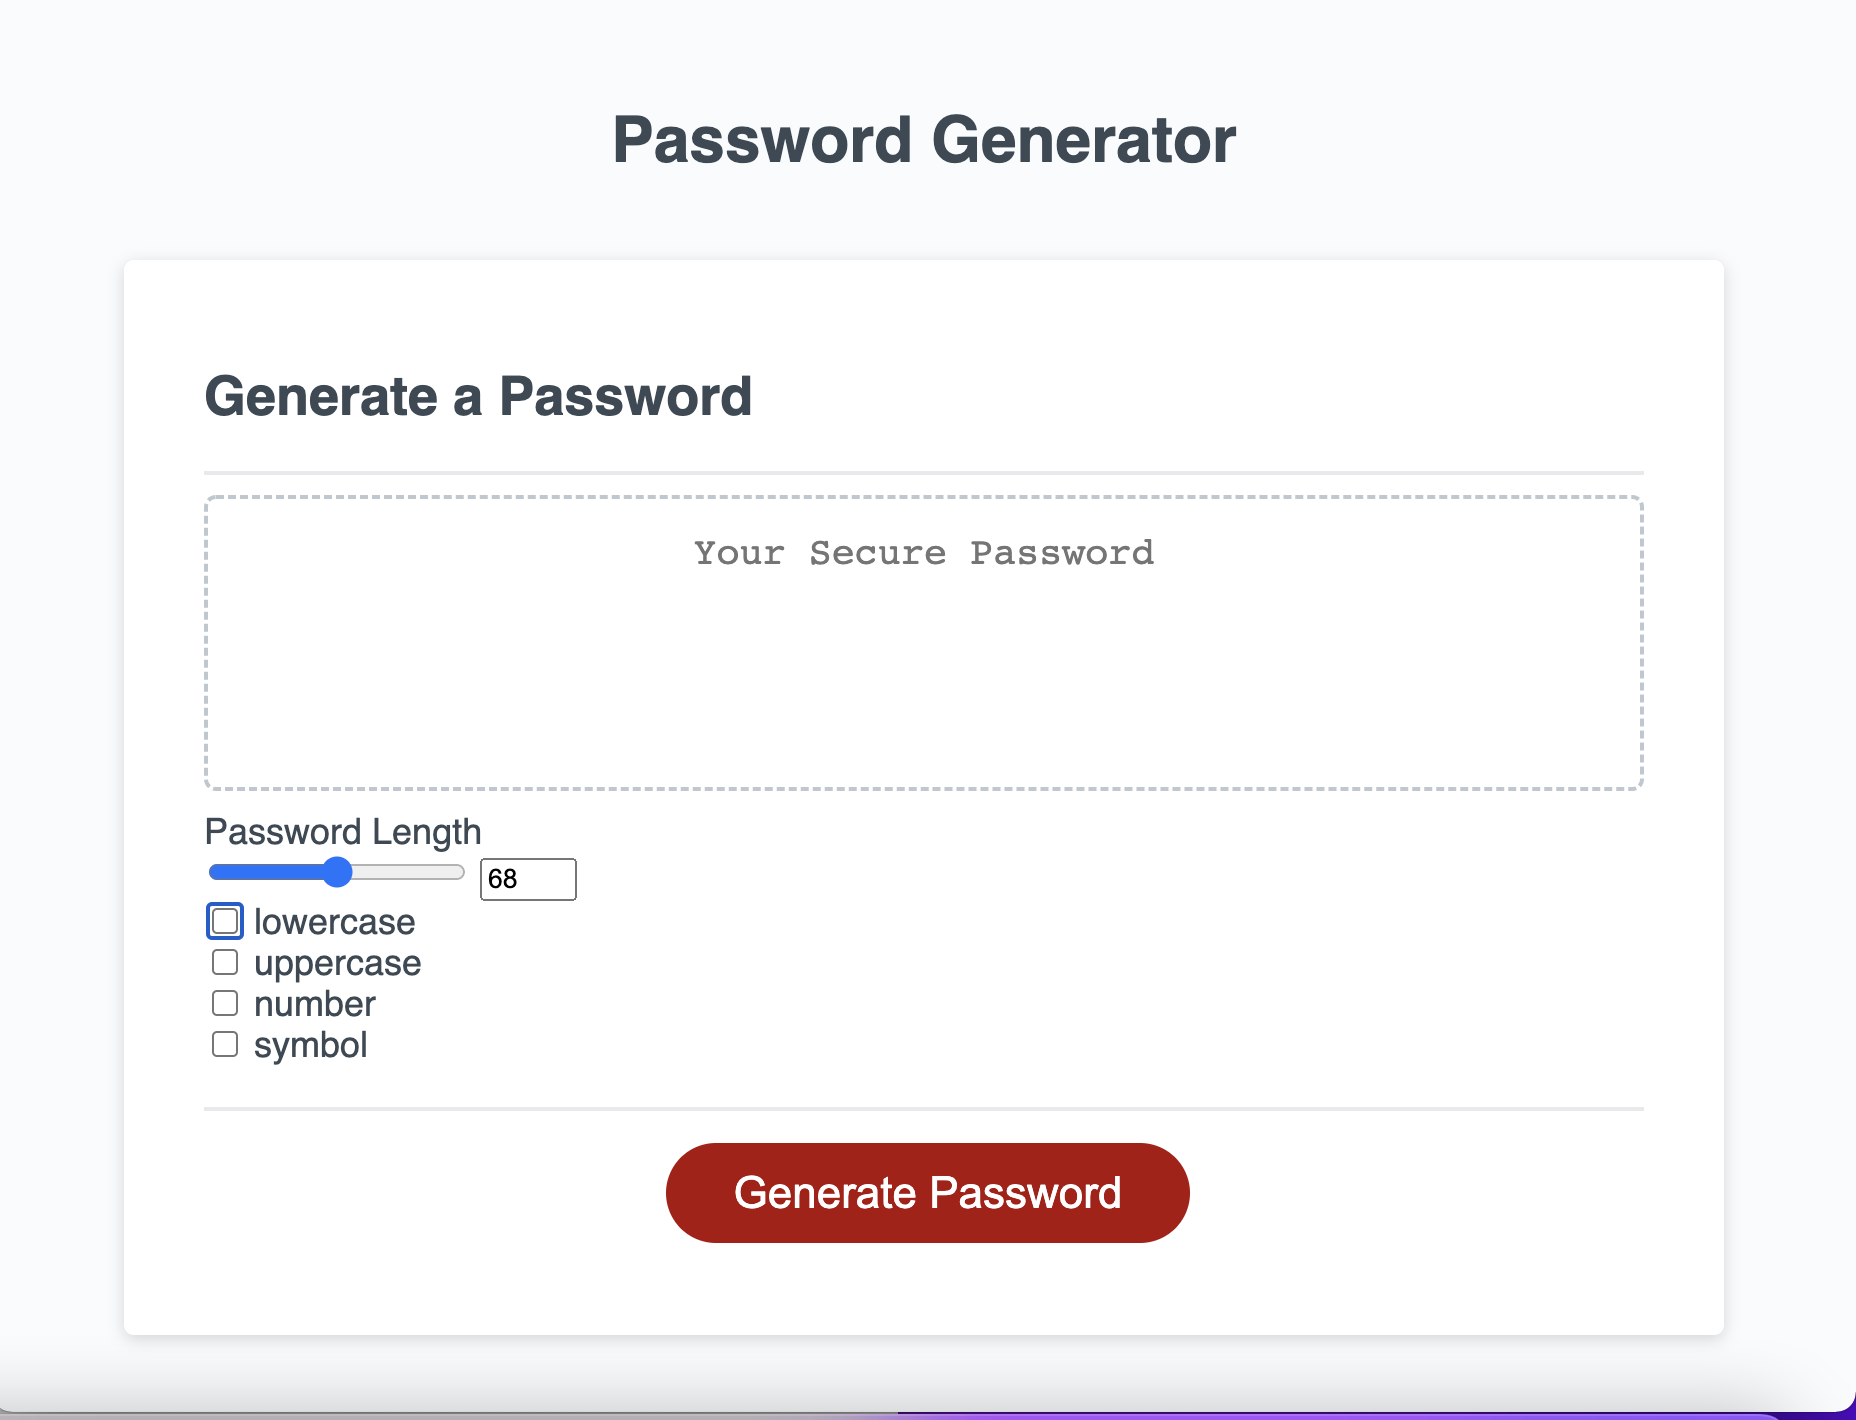 Password Generator
Generate a Password
Your Secure Password
Password Length
68
lowercase
uppercase
number
symbol
Generate Password